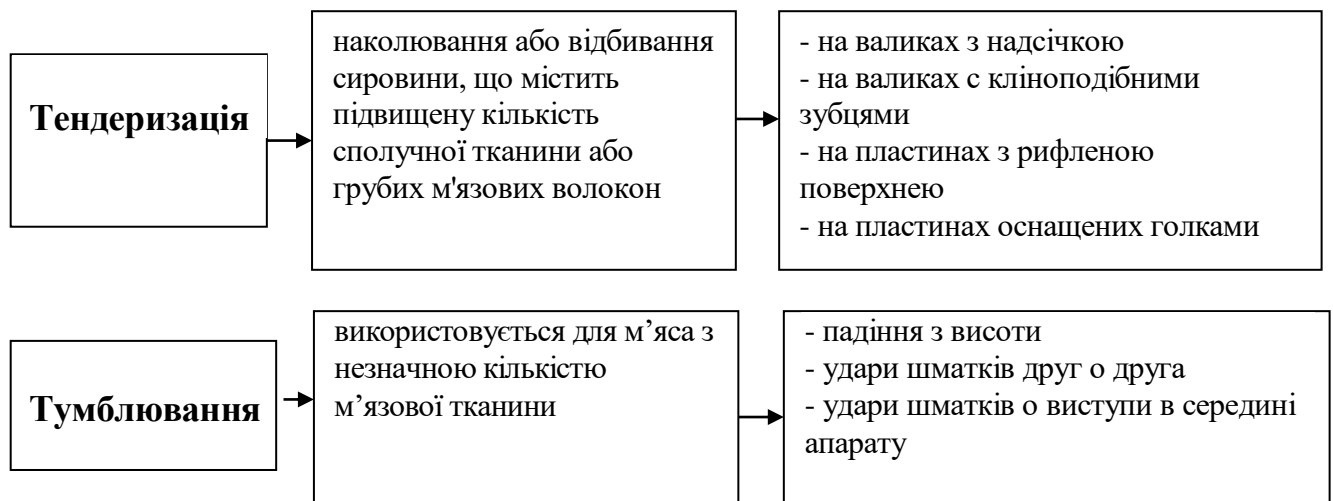 Тендеризація
наколювання або відбивання
сировини, що містить
підвищену кількість
сполучної тканини або
грубих м'язових волокон
- на валиках з надсічкою
- на валиках с кліноподібними
зубцями
- на пластинах з рифленою
поверхнею
- на пластинах оснащених голками
Тумблювання
використовується для м’яса з
незначною кількістю
м’язової тканини
- падіння з висоти
- удари шматків друг о друга
- удари шматків о виступи в середині
апарату